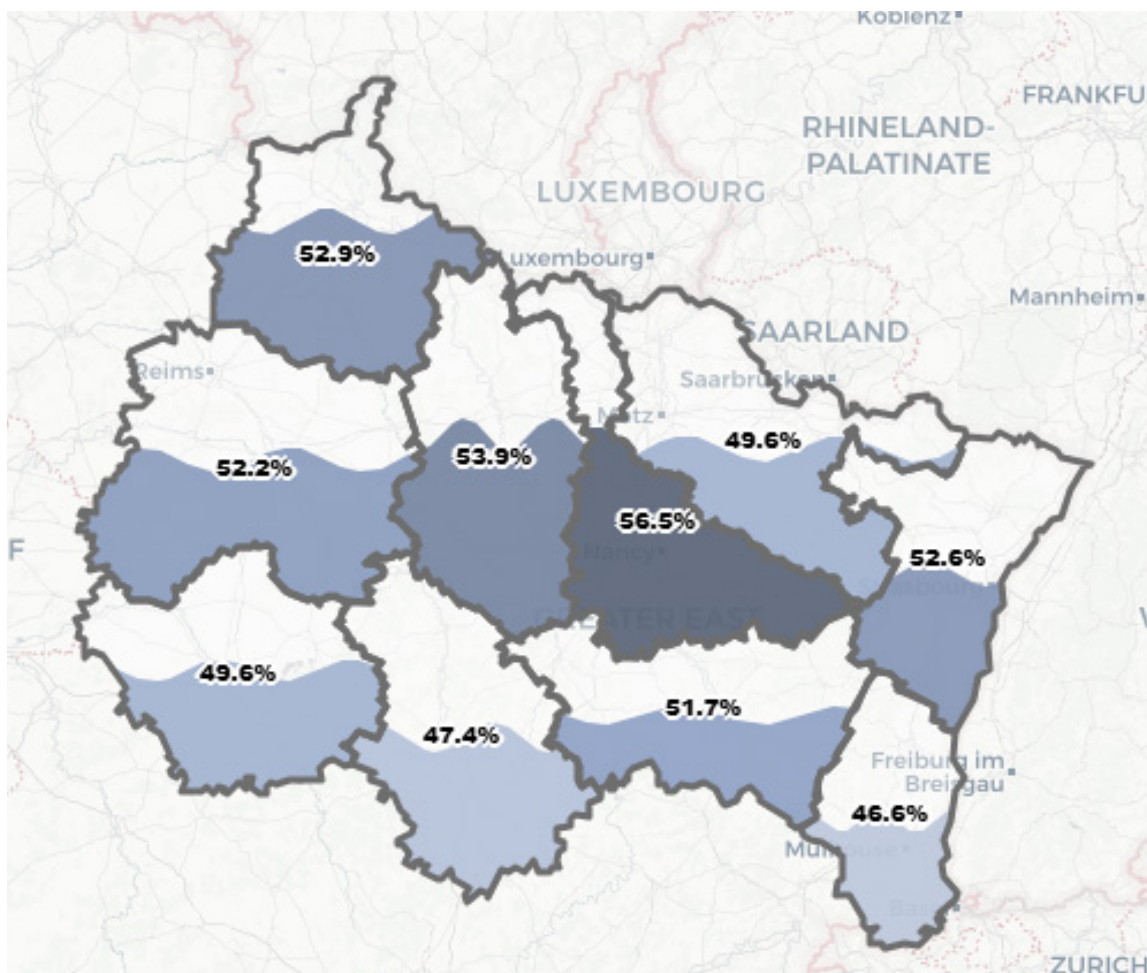 Koblenz
FRANKFU
RHINELAND-
PALATINATE
LUXEMBOURG
52.9%
Luxembourg
Mannheim
SAARLAND
Reims
Saarbrücken
Metz
49.6%
53.9%
52.2%
56.5%
F
Nancy
52.6%
Strasbourg
GREATER EAST
49.6%
51.7%
47.4%
Freiburg im
Breisgau
46.6%
Mulhouse
Basel
ZURICH